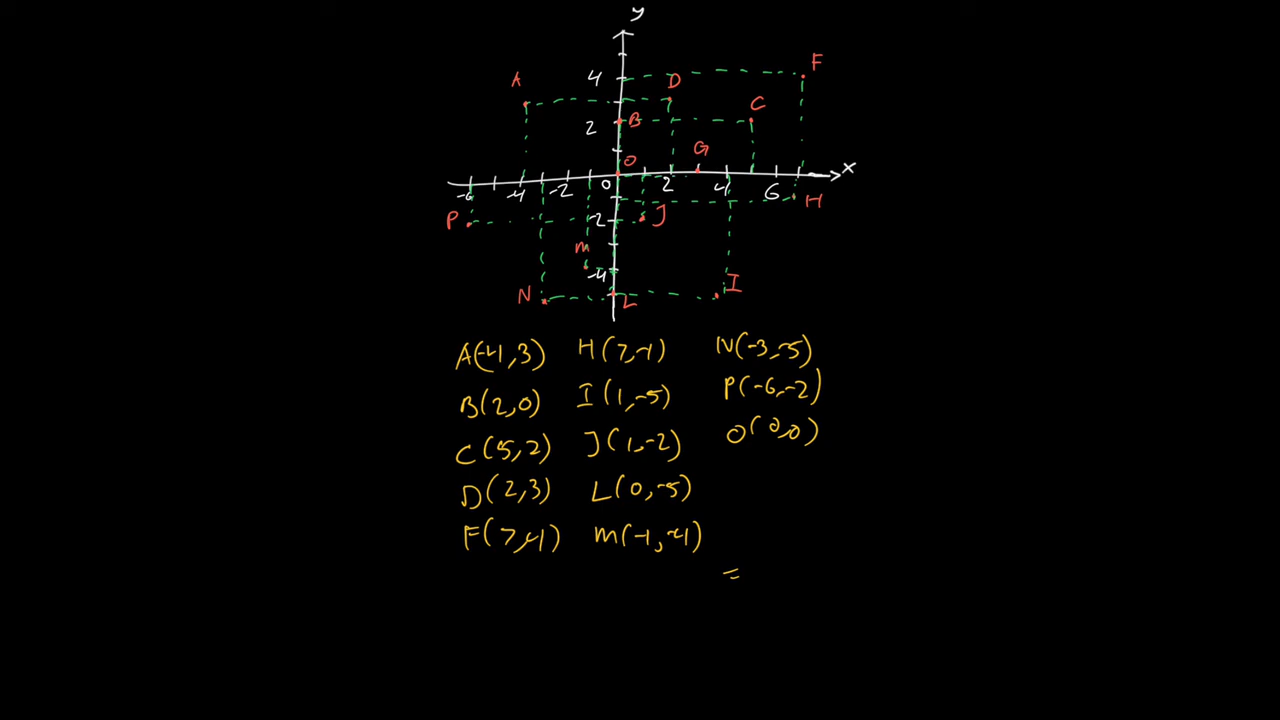 y
F
A
4
D
C
B
2
G
O
x
-6
-4
-2
0
2
4
6
H
P
-2
J
m
-4
N
L
I
A(-4,3) H(7,-1) N(-3,-5)
B(2,0) I(1,-5) P(-6,-2)
C(5,2) J(1,-2) O(0,0)
D(2,3) L(0,-5)
F(7,4) M(-1,-4)
=